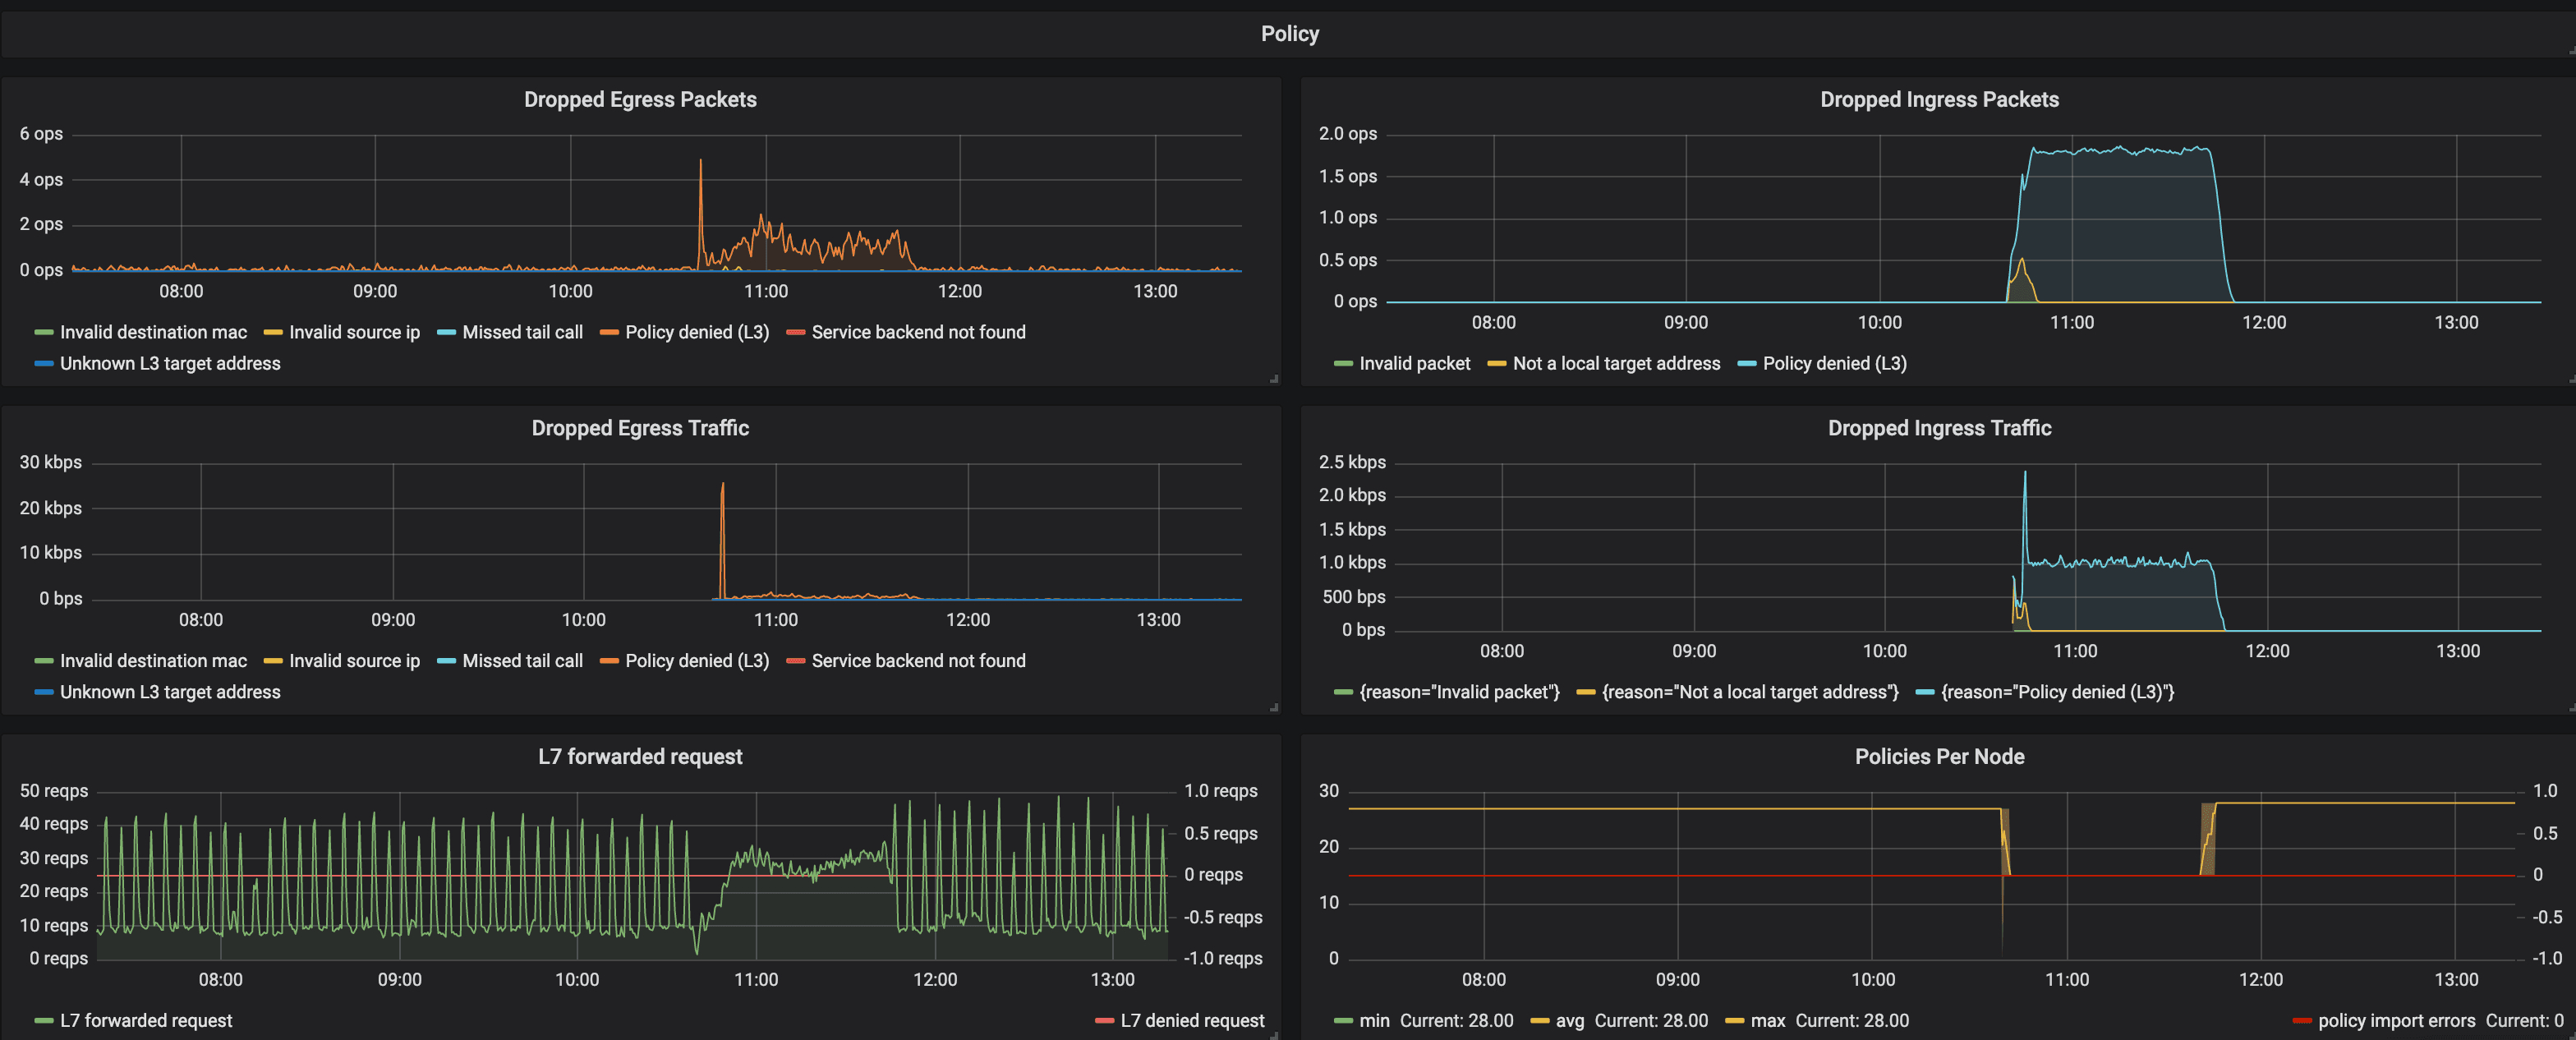 Policy
Dropped Egress Packets
6 ops
4 ops
2 ops
0 ops
08:00 09:00 10:00 11:00 12:00 13:00
Invalid destination mac Invalid source ip Missed tail call Policy denied (L3) Service backend not found
Unknown L3 target address
Dropped Ingress Packets
2.0 ops
1.5 ops
1.0 ops
0.5 ops
0 ops
08:00 09:00 10:00 11:00 12:00 13:00
Invalid packet Not a local target address Policy denied (L3)
Dropped Egress Traffic
30 kbps
20 kbps
10 kbps
0 bps
08:00 09:00 10:00 11:00 12:00 13:00
Invalid destination mac Invalid source ip Missed tail call Policy denied (L3) Service backend not found
Unknown L3 target address
Dropped Ingress Traffic
2.5 kbps
2.0 kbps
1.5 kbps
1.0 kbps
500 bps
0 bps
08:00 09:00 10:00 11:00 12:00 13:00
{reason="Invalid packet"} {reason="Not a local target address"} {reason="Policy denied (L3)"}
L7 forwarded request
50 reqps 1.0 reqps
40 reqps 0.5 reqps
30 reqps 0 reqps
20 reqps -0.5 reqps
10 reqps -1.0 reqps
0 reqps
08:00 09:00 10:00 11:00 12:00 13:00
L7 forwarded request L7 denied request
Policies Per Node
30 1.0
20 0.5
10 0
0 -0.5
-1.0
08:00 09:00 10:00 11:00 12:00 13:00
min Current: 28.00 avg Current: 28.00 max Current: 28.00 policy import errors Current: 0